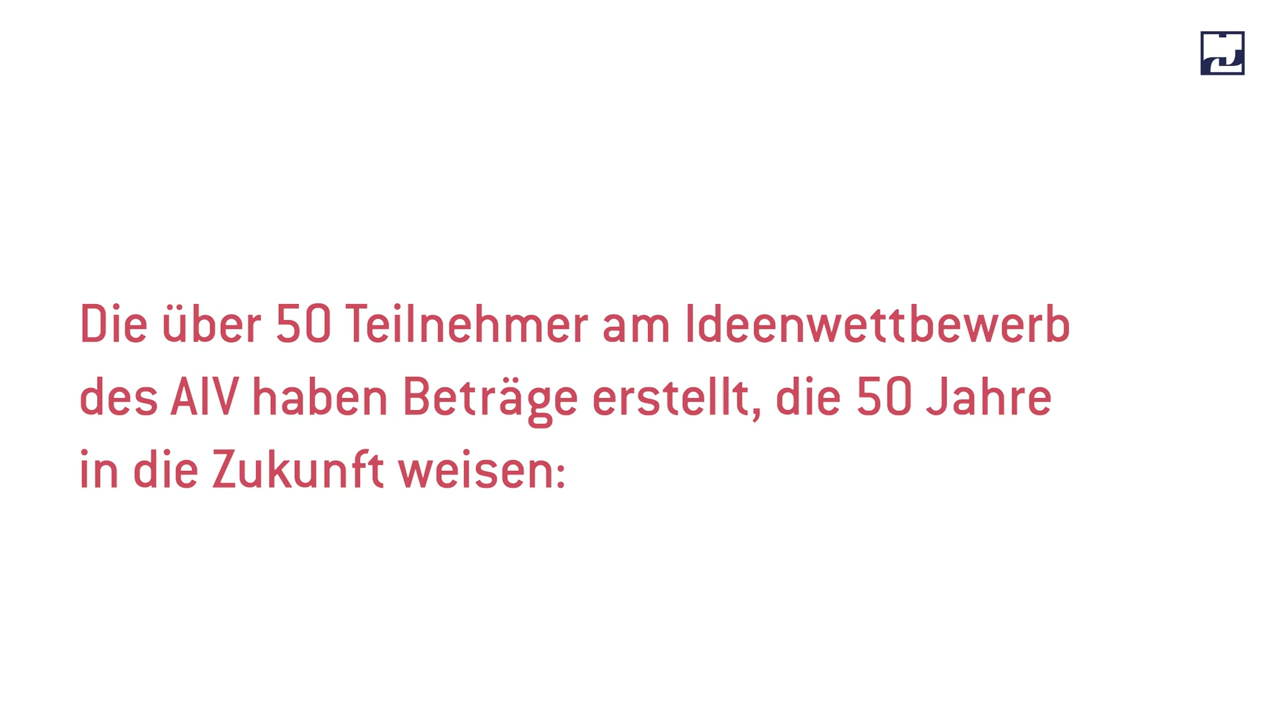 Die über 50 Teilnehmer am Ideenwettbewerb
des AIV haben Beträge erstellt, die 50 Jahre
in die Zukunft weisen: